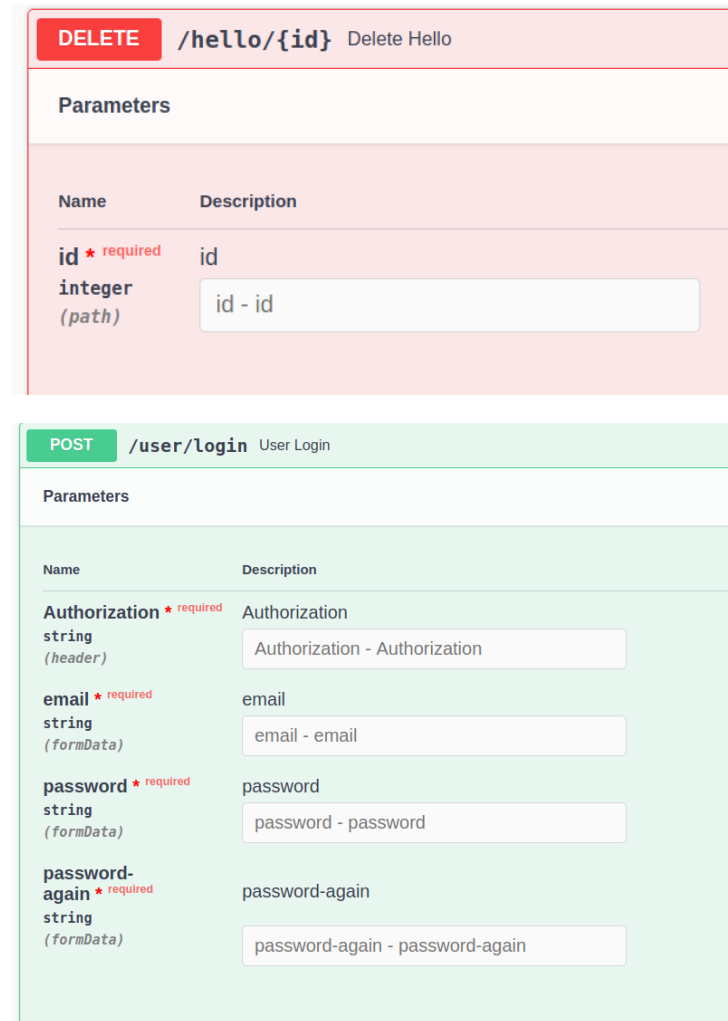 DELETE /hello/{id} Delete Hello
Parameters
Name Description
id * required id
integer id - id
(path)
POST /user/login User Login
Parameters
Name Description
Authorization * required Authorization
string Authorization - Authorization
(header)
email * required email
string email - email
(formData)
password * required password
string password - password
(formData)
password-
again * required password-again
string
(formData) password-again - password-again